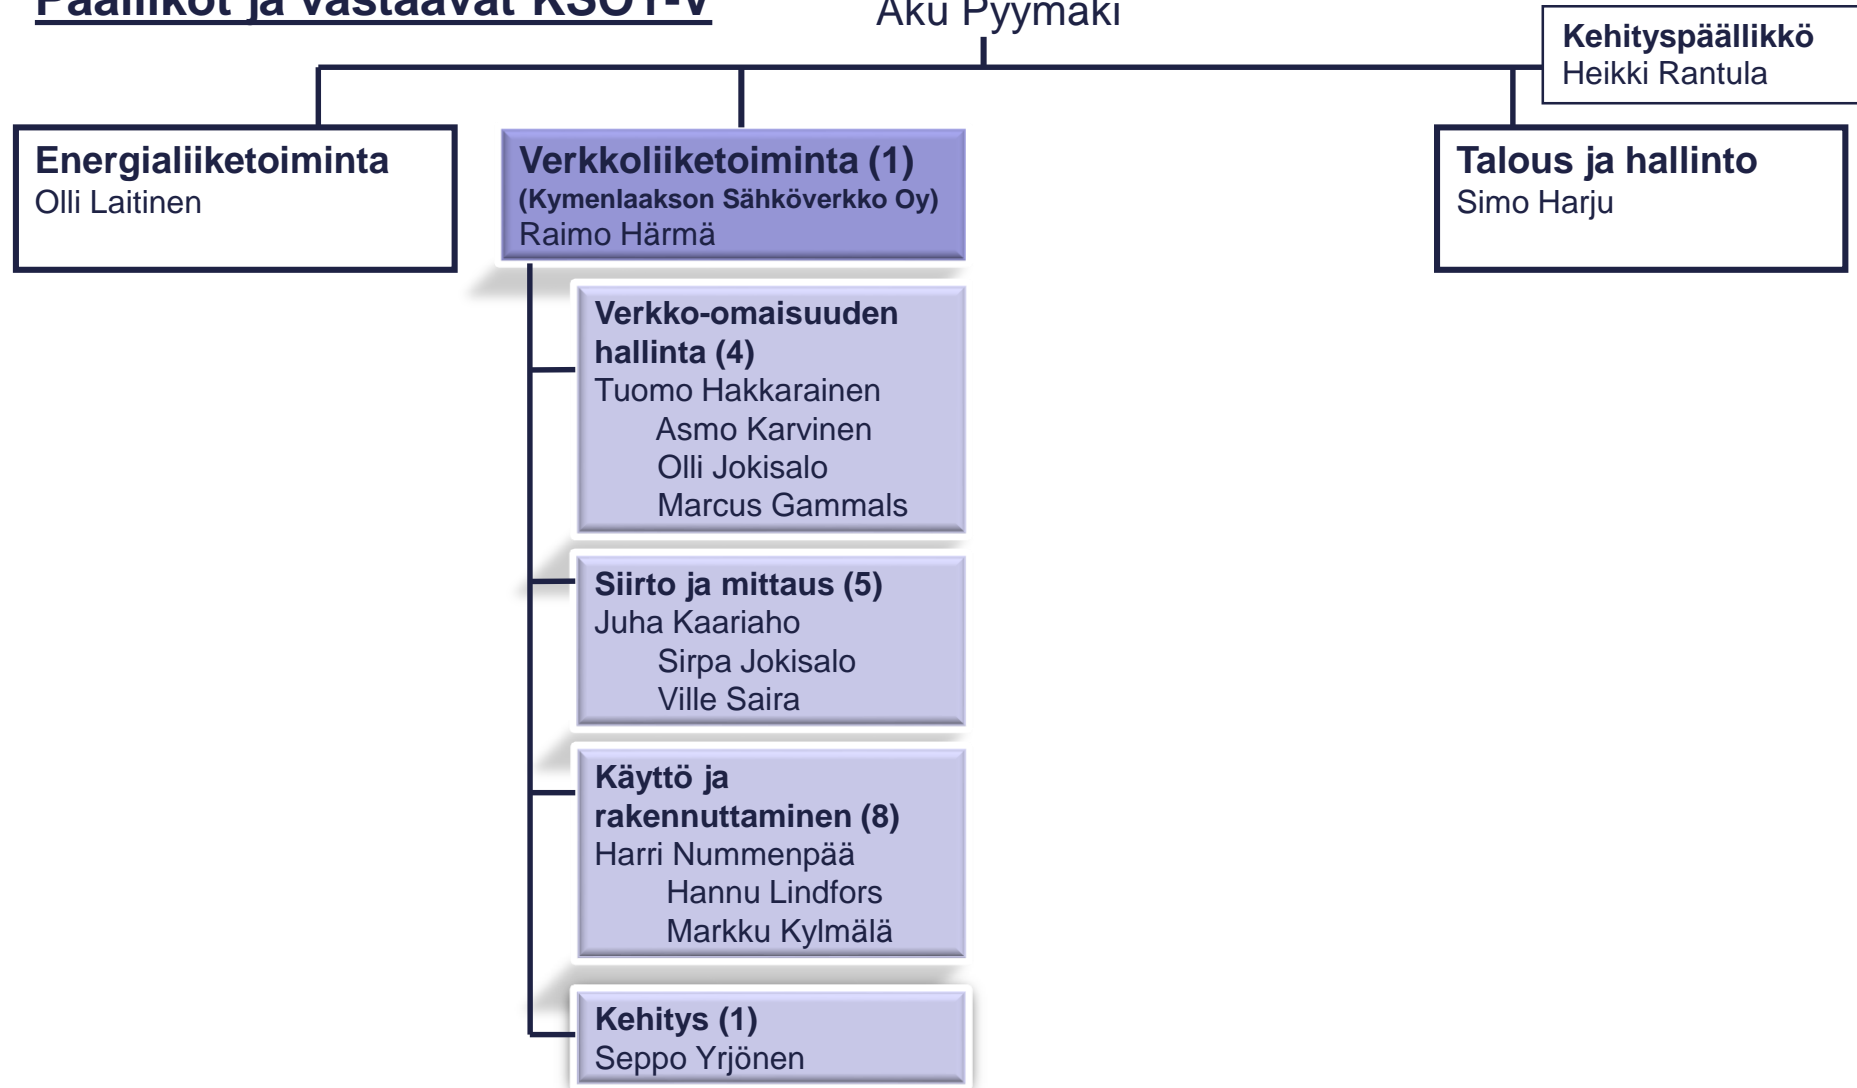 Päälliköt ja vastaavat KSOY-V
Aku Pyymäki
Kehityspäällikkö
Heikki Rantula
Energialiiketoiminta
Olli Laitinen
Verkkoliiketoiminta (1)
(Kymenlaakson Sähköverkko Oy)
Raimo Härmä
Talous ja hallinto
Simo Harju
Verkko-omaisuuden
hallinta (4)
Tuomo Hakkarainen
Asmo Karvinen
Olli Jokisalo
Marcus Gammals
Siirto ja mittaus (5)
Juha Kaariaho
Sirpa Jokisalo
Ville Saira
Käyttö ja
rakennuttaminen (8)
Harri Nummenpää
Hannu Lindfors
Markku Kylmälä
Kehitys (1)
Seppo Yrjönen